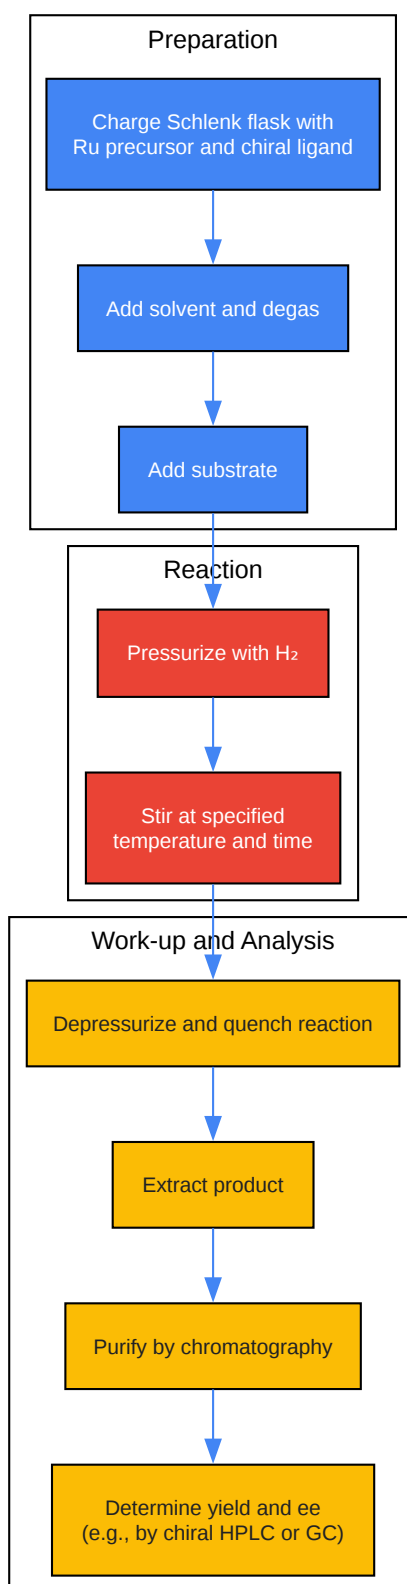 Preparation
Charge Schlenk flask with
Ru precursor and chiral ligand
Add solvent and degas
Add substrate
Reaction
Pressurize with H₂
Stir at specified
temperature and time
Work-up and Analysis
Depressurize and quench reaction
Extract product
Purify by chromatography
Determine yield and ee
(e.g., by chiral HPLC or GC)